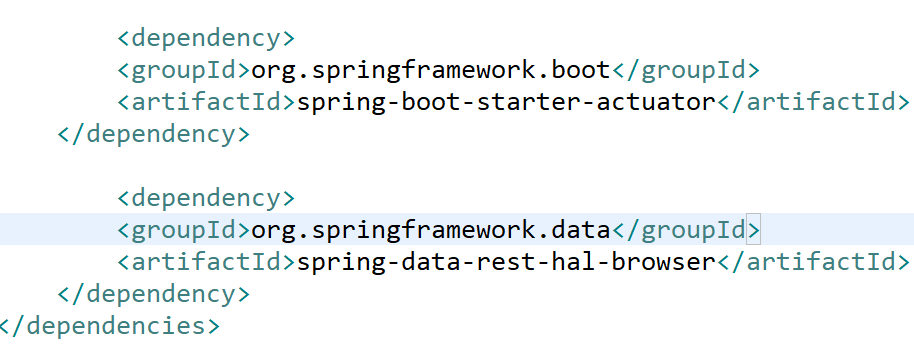 <dependency>
<groupId>org.springframework.boot</groupId>
<artifactId>spring-boot-starter-actuator</artifactId>
</dependency>
<dependency>
<groupId>org.springframework.data</groupId>
<artifactId>spring-data-rest-hal-browser</artifactId>
</dependency>
</dependencies>